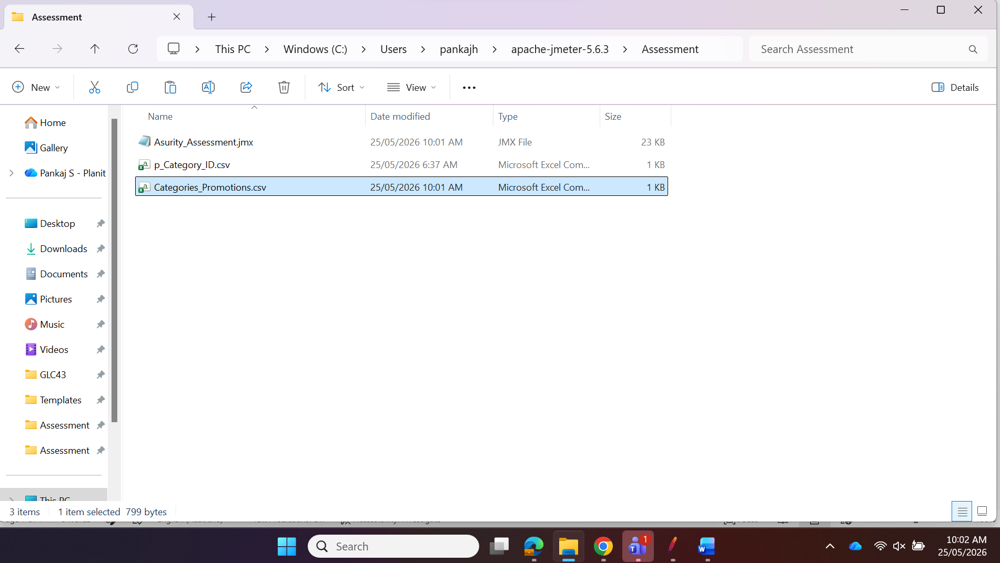 Assessment
This PC
Windows (C:)
Users
pankajh
apache-jmeter-5.6.3
Assessment
Search Assessment
New
Sort
View
Details
Name
Date modified
Type
Size
Home
Gallery
Pankaj S - Planit
Desktop
Downloads
Documents
Pictures
Music
Videos
GLC43
Templates
Assessment
Assessment
This PC
Asurity_Assessment.jmx 25/05/2026 10:01 AM JMX File 23 KB
p_Category_ID.csv 25/05/2026 6:37 AM Microsoft Excel Com... 1 KB
Categories_Promotions.csv 25/05/2026 10:01 AM Microsoft Excel Com... 1 KB
3 items 1 item selected 799 bytes
Search
1
10:02 AM
25/05/2026